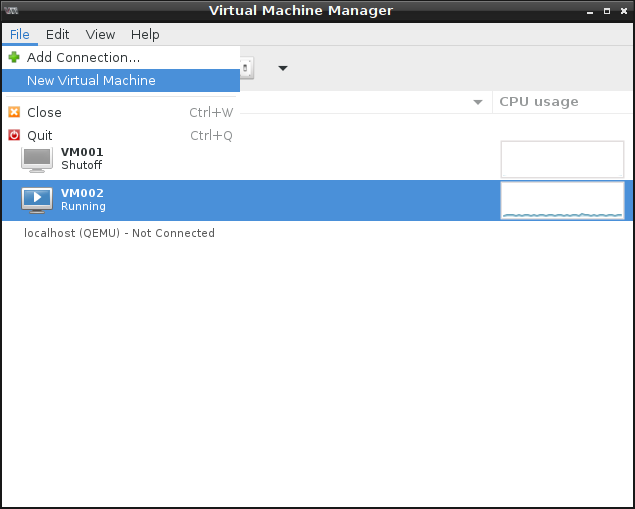 Virtual Machine Manager
File Edit View Help
Add Connection...
New Virtual Machine
Close Ctrl+W
Quit Ctrl+Q
CPU usage
VM001
Shutoff
VM002
Running
localhost (QEMU) - Not Connected